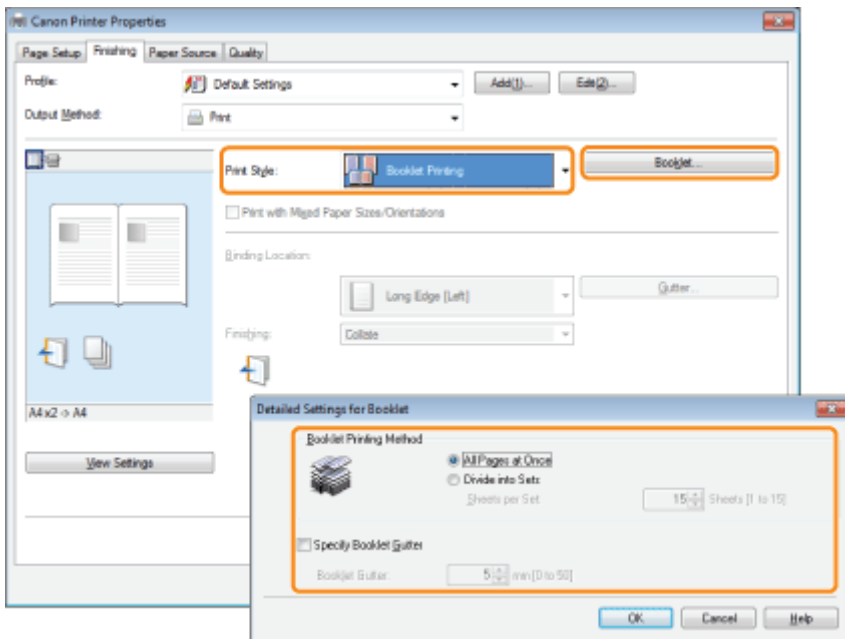 Canon Printer Properties
Page Setup Finishing Paper Source Quality
Profile: Default Settings Add(1)... Edit(2)...
Output Method: Print
Print Style: Booklet Printing Booklet...
Print with Mixed Paper Sizes/Orientations
Binding Location:
Long Edge [Left] Gutter...
Finishing: Collate
A4x2 -> A4
View Settings
Detailed Settings for Booklet
Booklet Printing Method
All Pages at Once
Divide into Sets
Sheets per Set: 15 Sheets [1 to 15]
Specify Booklet Gutter
Booklet Gutter: 5 mm [0 to 50]
OK Cancel Help